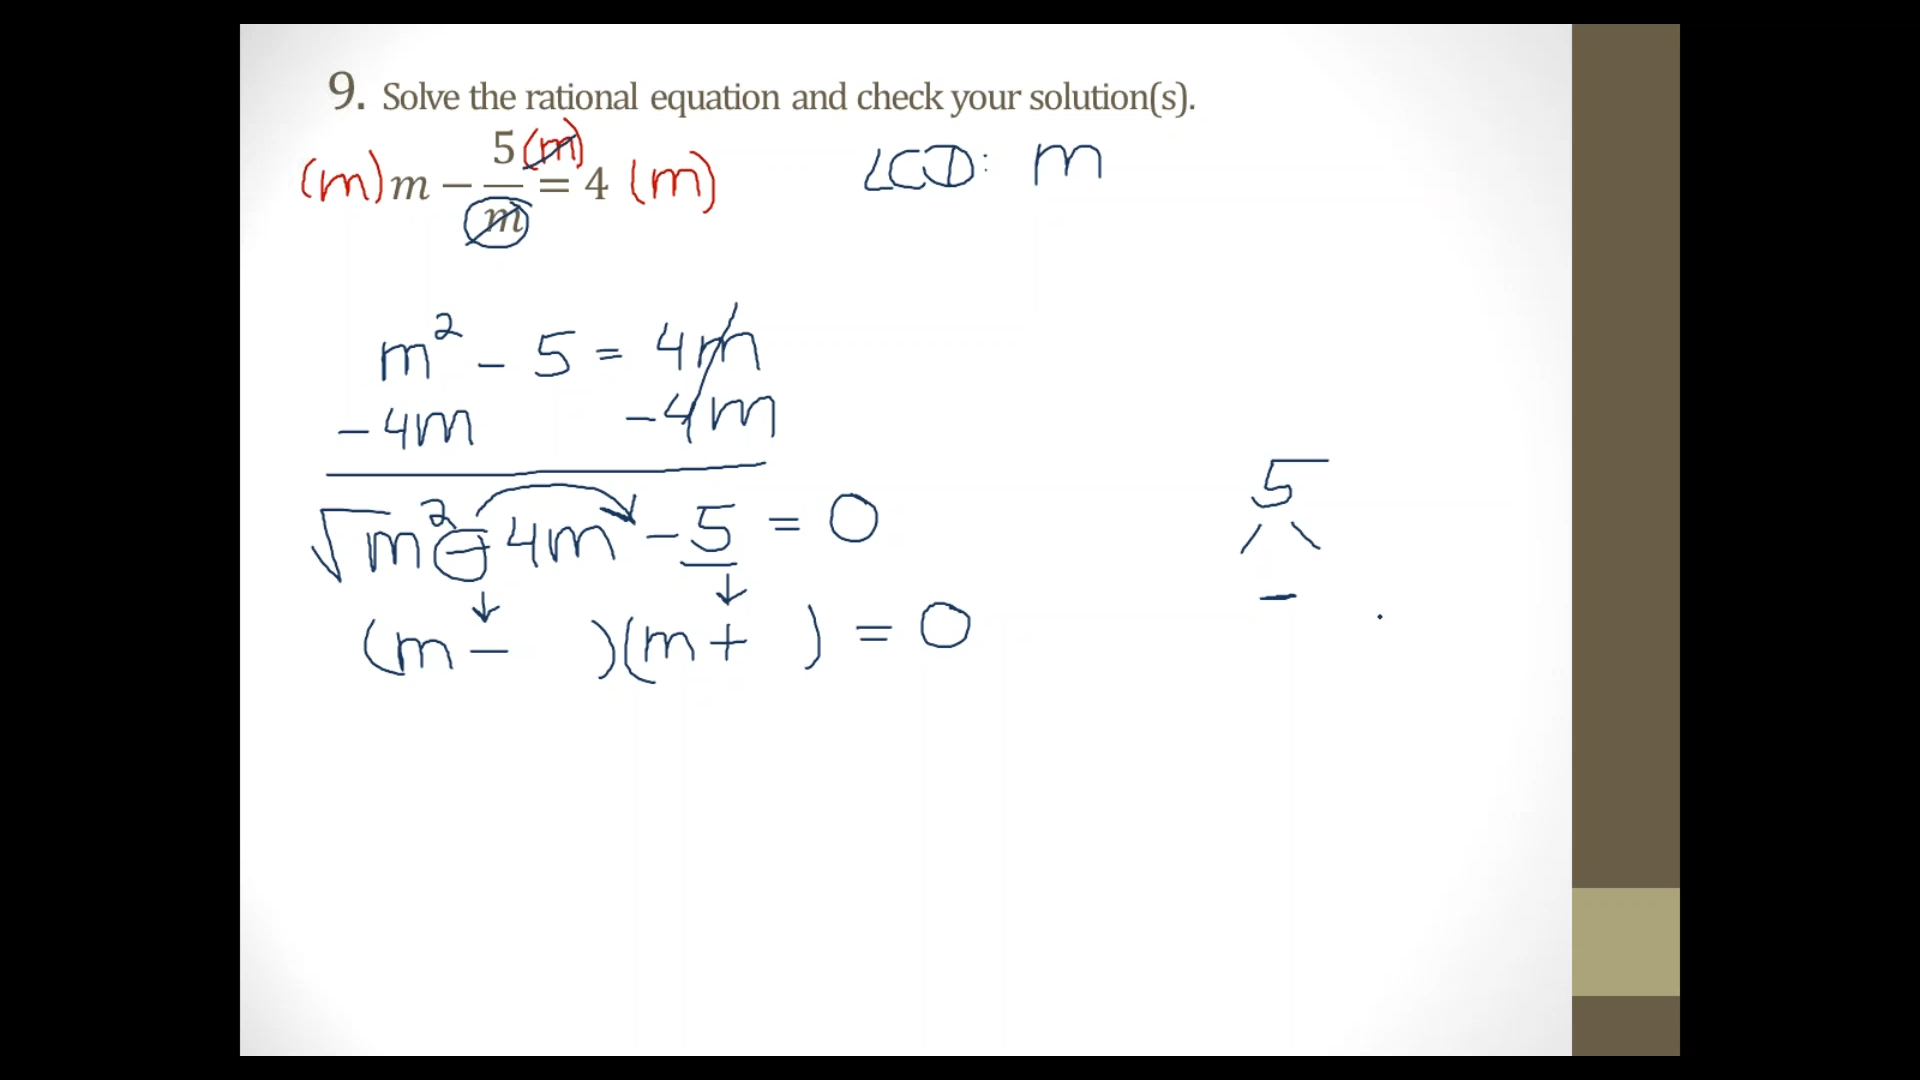 9. Solve the rational equation and check your solution(s).
(m)m − 5(m)/m = 4 (m)
LCD: m
m² − 5 = 4m
−4m −4m
√m² − 4m − 5 = 0
5
−
(m − )(m + ) = 0